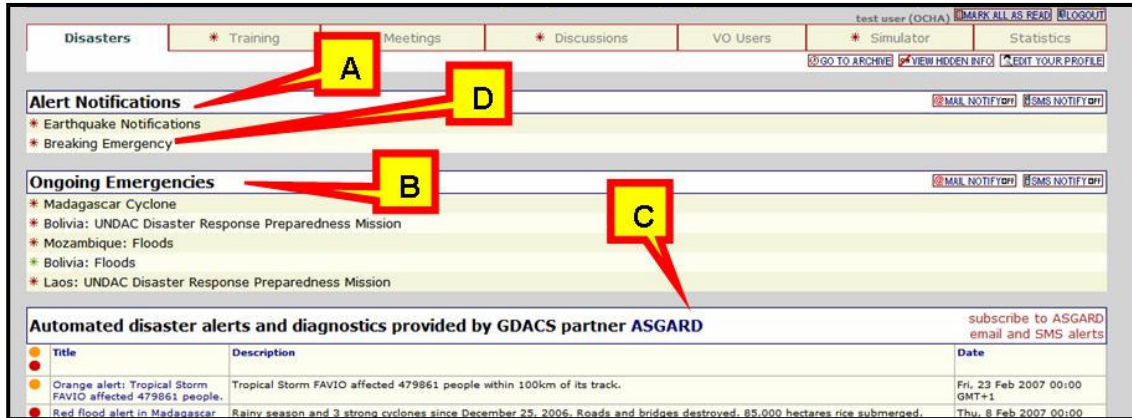 test user (OCHA) MARK ALL AS READ LOGOUT
Disasters * Training Meetings * Discussions VO Users * Simulator Statistics
GO TO ARCHIVE VIEW HIDDEN INFO EDIT YOUR PROFILE
A
D
Alert Notifications MAIL NOTIFY OFF SMS NOTIFY OFF
* Earthquake Notifications
* Breaking Emergency
B
Ongoing Emergencies MAIL NOTIFY OFF SMS NOTIFY OFF
* Madagascar Cyclone
C
* Bolivia: UNDAC Disaster Response Preparedness Mission
* Mozambique: Floods
* Bolivia: Floods
* Laos: UNDAC Disaster Response Preparedness Mission
Automated disaster alerts and diagnostics provided by GDACS partner ASGARD
subscribe to ASGARD
email and SMS alerts
Title Description Date
Orange alert: Tropical Storm
FAVIO affected 479861 people.
Tropical Storm FAVIO affected 479861 people within 100km of its track.
Fri, 23 Feb 2007 00:00
GMT+1
Red flood alert in Madagascar Rainy season and 3 strong cyclones since December 25, 2006. Roads and bridges destroyed. 85,000 hectares rice submerged. Thu, 8 Feb 2007 00:00